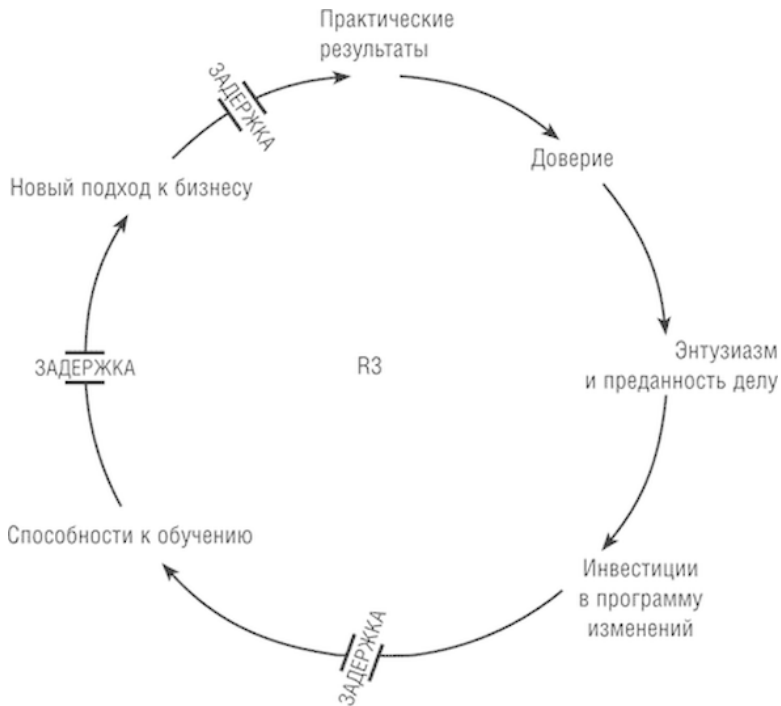 Практические
результаты
ЗАДЕРЖКА
Доверие
Новый подход к бизнесу
Энтузиазм
и преданность делу
ЗАДЕРЖКА
R3
Способности к обучению
Инвестиции
в программу
изменений
ЗАДЕРЖКА